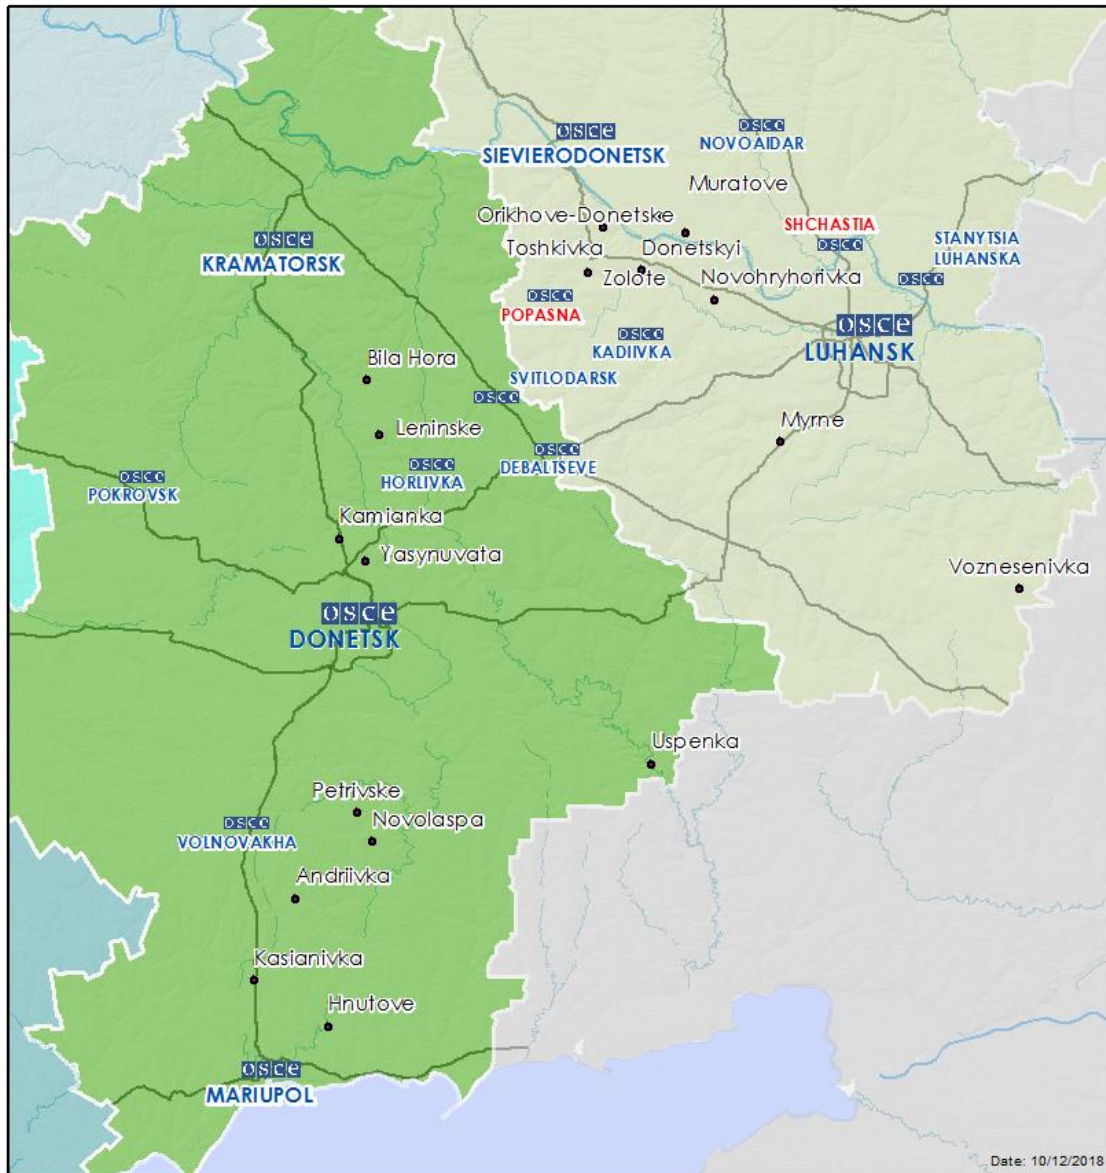 osce
SIEVIERODONETSK
osce
NOVOAIDAR
Muratove
Orikhove-Donetske
SHCHASTIA
osce
STANYTSIA
LUHANSKA
osce
osce
KRAMATORSK
Toshkivka
Donetskyi
Zolote
Novohryhorivka
osce
POPASNA
osce
KADIIVKA
osce
LUHANSK
Bila Hora
SVITLODARSK
osce
Leninske
Myrne
osce
DEBALTSEVE
osce
HORLIVKA
osce
POKROVSK
Kamianka
Yasynuvata
Voznesenivka
osce
DONETSK
Uspenka
Petrivske
Novolaspa
osce
VOLNOVAKHA
Andriivka
Kasianivka
Hnutove
osce
MARIUPOL
Date: 10/12/2018